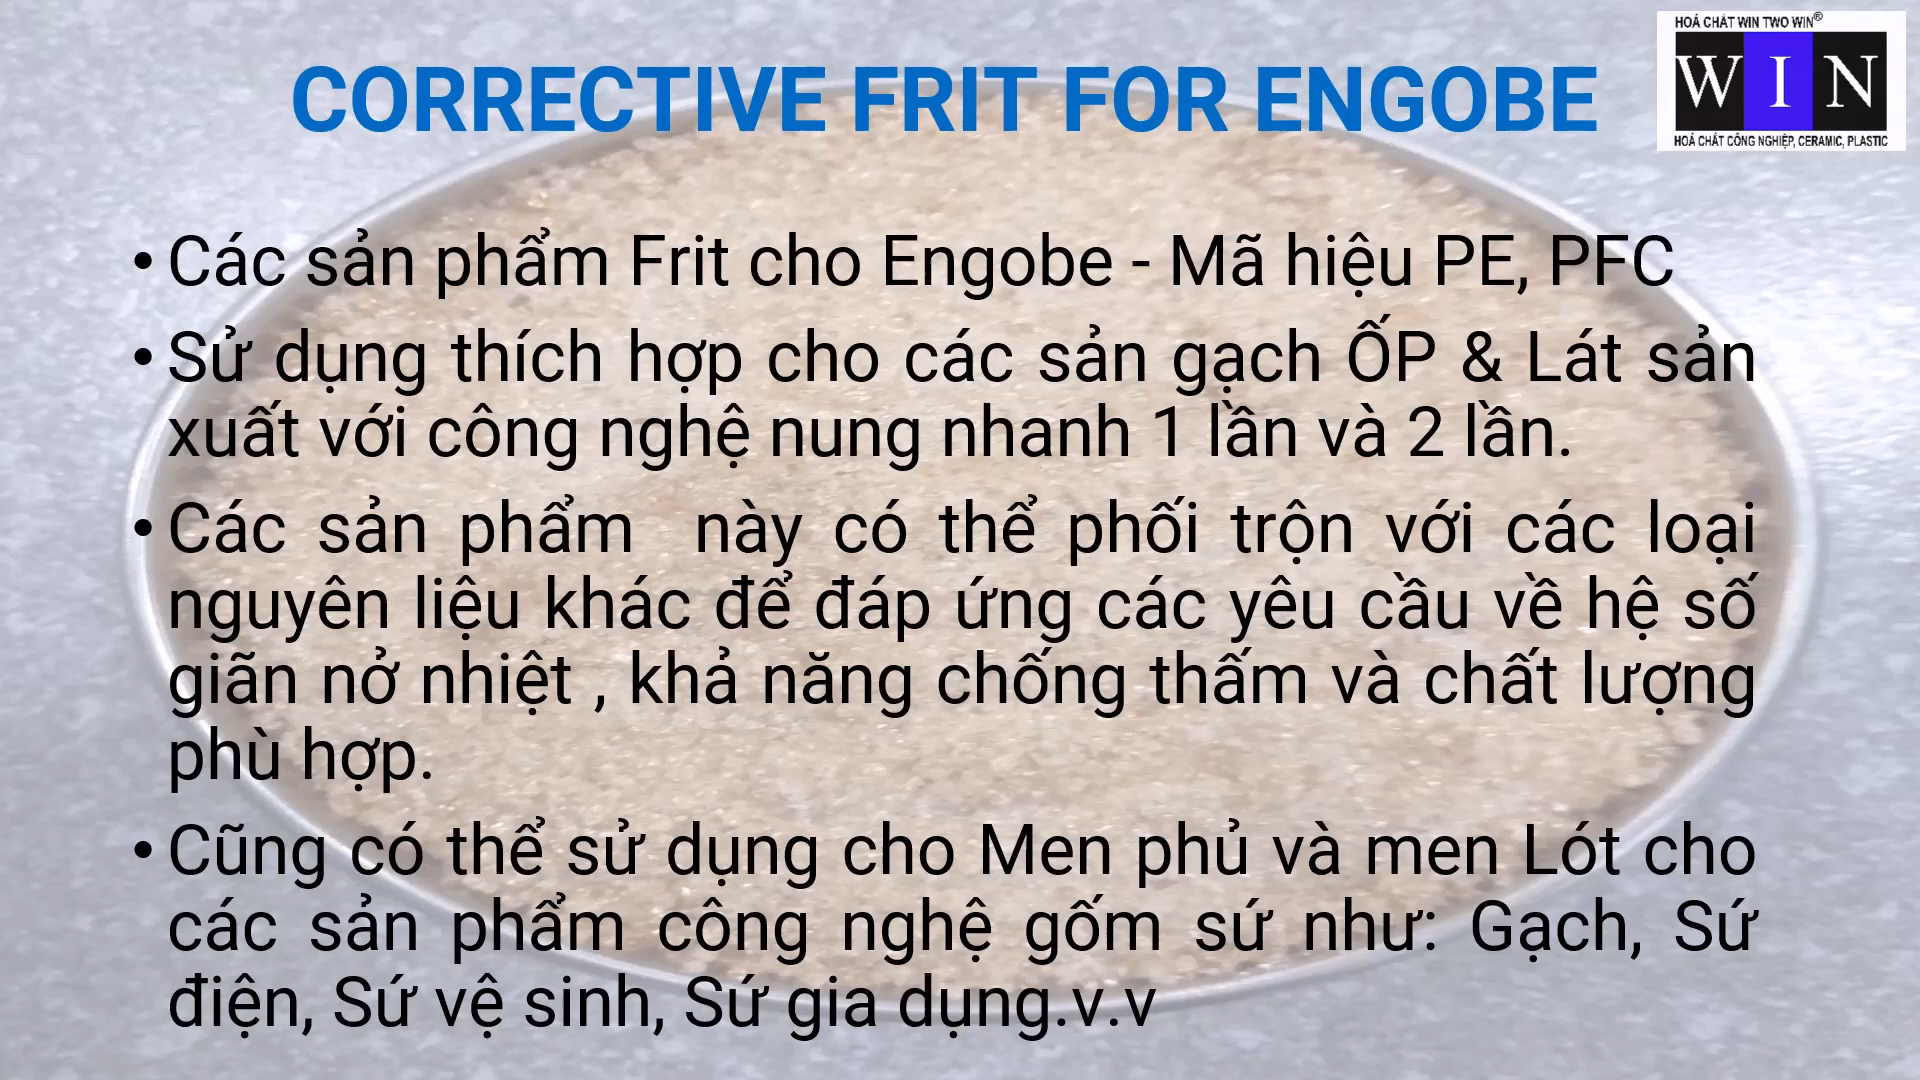 HOÁ CHẤT WIN TWO WIN®
WIN
HOÁ CHẤT CÔNG NGHIỆP, CERAMIC, PLASTIC
CORRECTIVE FRIT FOR ENGOBE
• Các sản phẩm Frit cho Engobe - Mã hiệu PE, PFC
• Sử dụng thích hợp cho các sản gạch ỐP & Lát sản
xuất với công nghệ nung nhanh 1 lần và 2 lần.
• Các sản phẩm này có thể phối trộn với các loại
nguyên liệu khác để đáp ứng các yêu cầu về hệ số
giãn nở nhiệt , khả năng chống thấm và chất lượng
phù hợp.
• Cũng có thể sử dụng cho Men phủ và men Lót cho
các sản phẩm công nghệ gốm sứ như: Gạch, Sứ
điện, Sứ vệ sinh, Sứ gia dụng.v.v